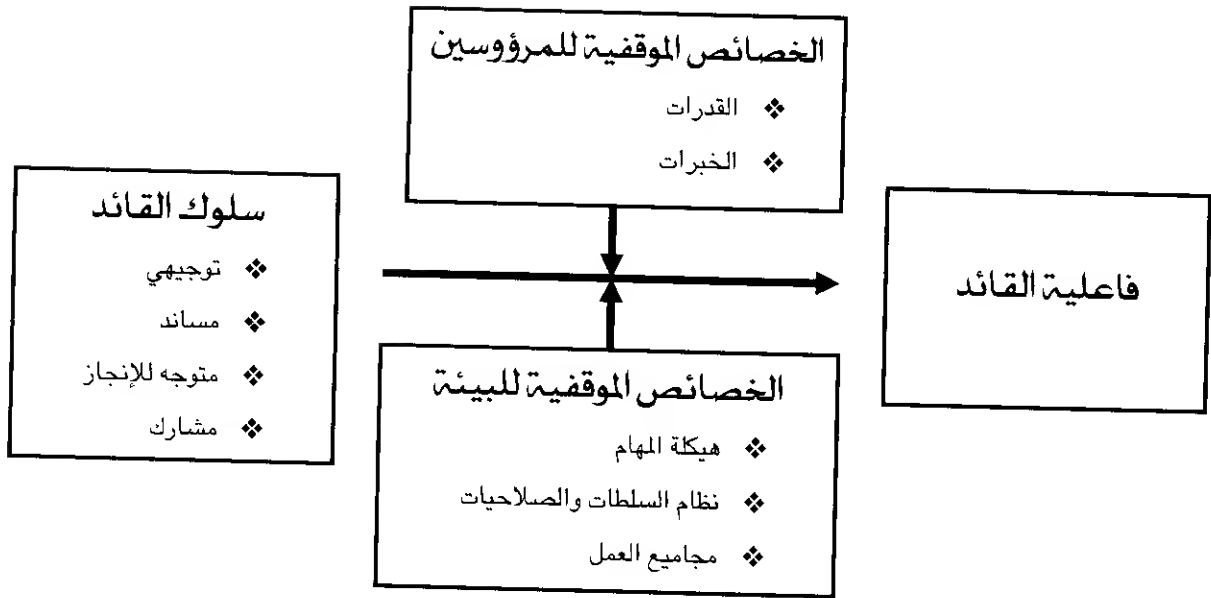 الخصائص الموقفية للمرؤوسين
❖ القدرات
❖ الخبرات
سلوك القائد
❖ توجيهي
❖ مساند
❖ متوجه للإنجاز
❖ مشارك
فاعلية القائد
الخصائص الموقفية للبيئة
❖ هيكلة المهام
❖ نظام السلطات والصلاحيات
❖ مجاميع العمل